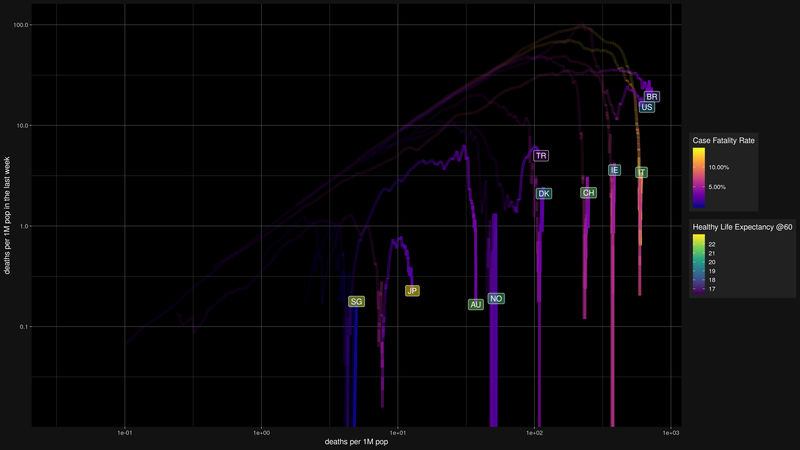 100.0
10.0
1.0
0.1
deaths per 1M pop in the last week
1e-01
1e+00
1e+01
1e+02
1e+03
deaths per 1M pop
BR
US
TR
IE
IT
DK
CH
SG
JP
AU
NO
Case Fatality Rate
10.00%
5.00%
Healthy Life Expectancy @60
22
21
20
19
18
17